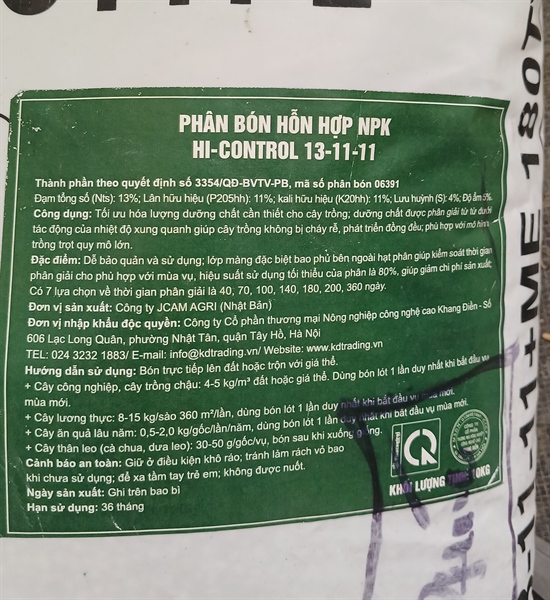 PHÂN BÓN HỖN HỢP NPK
HI-CONTROL 13-11-11
Thành phần theo quyết định số 3354/QĐ-BVTV-PB, mã số phân bón 06391
Đạm tổng số (Nts): 13%; Lân hữu hiệu (P205hh): 11%; kali hữu hiệu (K20hh): 11%; Lưu huỳnh (S): 4%; Độ ẩm 5%.
Công dụng: Tối ưu hóa lượng dưỡng chất cần thiết cho cây trồng; dưỡng chất được phân giải từ từ dưới
tác động của nhiệt độ xung quanh giúp cây trồng không bị cháy rễ, phát triển đồng đều; phù hợp với mô hình
trồng trọt quy mô lớn.
Đặc điểm: Dễ bảo quản và sử dụng; lớp màng đặc biệt bao phủ bên ngoài hạt phân giúp kiểm soát thời gian
phân giải cho phù hợp với mùa vụ, hiệu suất sử dụng tối thiểu của phân là 80%, giúp giảm chi phí sản xuất;
Có 7 lựa chọn về thời gian phân giải là 40, 70, 100, 140, 180, 200, 360 ngày.
Đơn vị sản xuất: Công ty JCAM AGRI (Nhật Bản)
Đơn vị nhập khẩu độc quyền: Công ty Cổ phần thương mại Nông nghiệp công nghệ cao Khang Điền - Số
606 Lạc Long Quân, phường Nhật Tân, quận Tây Hồ, Hà Nội
TEL: 024 3232 1883/ E-mail: info@kdtrading.vn/ Website: www.kdtrading.vn
Hướng dẫn sử dụng: Bón trực tiếp lên đất hoặc trộn với giá thể.
+ Cây công nghiệp, cây trồng chậu: 4-5 kg/m³ đất hoặc giá thể. Dùng bón lót 1 lần duy nhất khi bắt đầu vụ
mùa mới.
+ Cây lương thực: 8-15 kg/sào 360 m²/lần, dùng bón lót 1 lần duy nhất khi bắt đầu vụ mùa mới.
+ Cây ăn quả lâu năm: 0,5-2,0 kg/gốc/lần/năm, dùng bón lót 1 lần duy nhất khi bắt đầu vụ mùa mới.
+ Cây thân leo (cà chua, dưa leo): 30-50 g/gốc/vụ, bón sau khi xuống giống.
Cảnh báo an toàn: Giữ ở điều kiện khô ráo; tránh làm rách vỏ bao
khi chưa sử dụng; để xa tầm tay trẻ em; không được nuốt.
Ngày sản xuất: Ghi trên bao bì
Hạn sử dụng: 36 tháng
KHỐI LƯỢNG TỊNH: 10KG
3-11-11+ME 180T